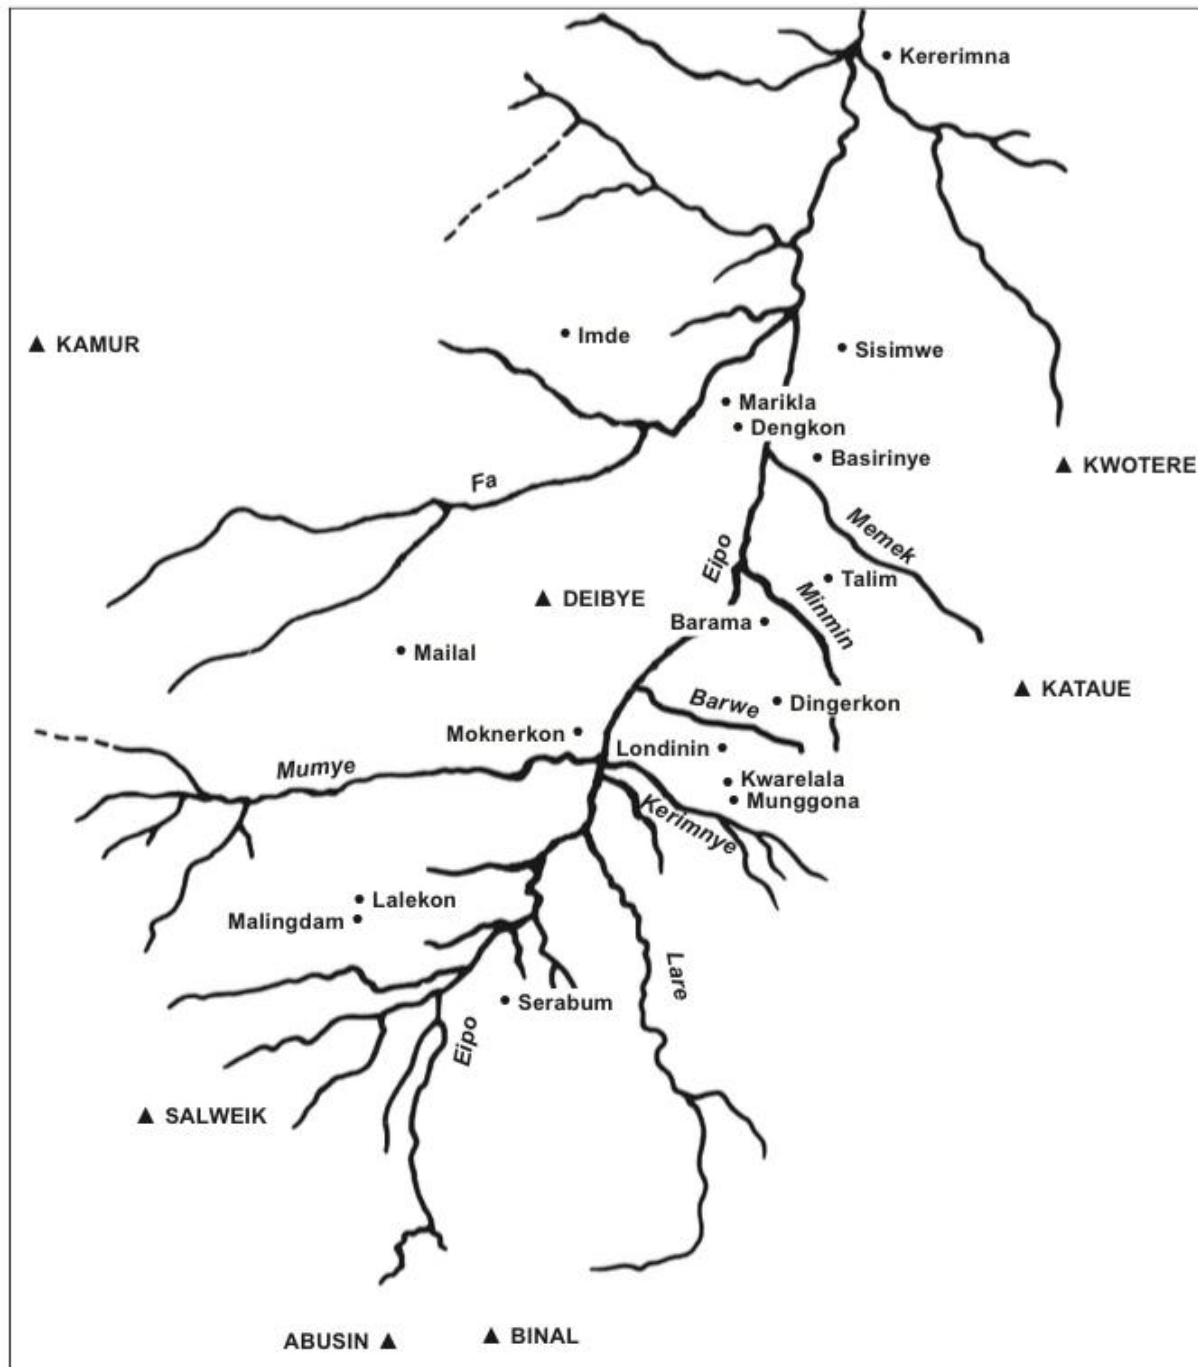 Kererimna
Imde
KAMUR
Sisimwe
Marikla
Dengkon
Basirinye
KWOTERE
Fa
Memek
Eipo
Talim
DEIBYE
Minmin
Barama
Mailal
KATAUE
Barwe
Dingerkon
Moknerkon
Londinin
Mumye
Kwarelala
Munggona
Kerimnye
Lalekon
Malingdam
Lare
Serabum
Eipo
SALWEIK
ABUSIN
BINAL